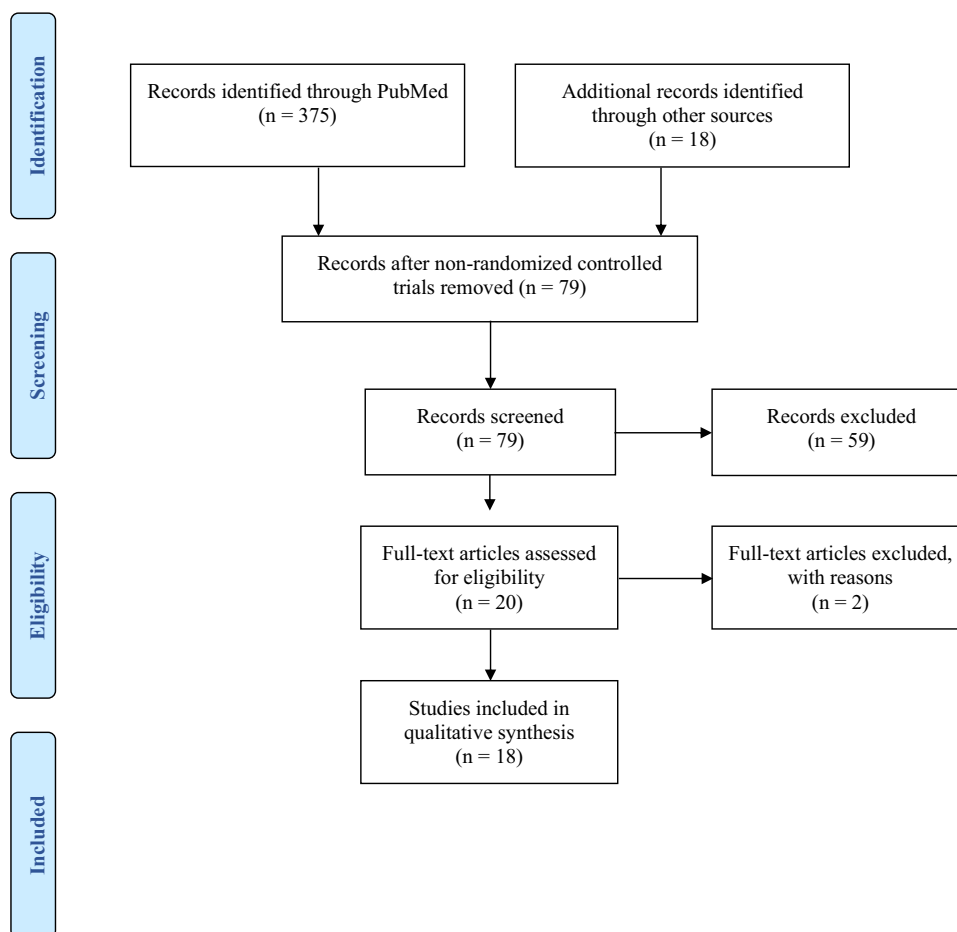 Identification
Records identified through PubMed
(n = 375)
Additional records identified
through other sources
(n = 18)
Screening
Records after non-randomized controlled
trials removed (n = 79)
Records screened
(n = 79)
Records excluded
(n = 59)
Eligibility
Full-text articles assessed
for eligibility
(n = 20)
Full-text articles excluded,
with reasons
(n = 2)
Included
Studies included in
qualitative synthesis
(n = 18)